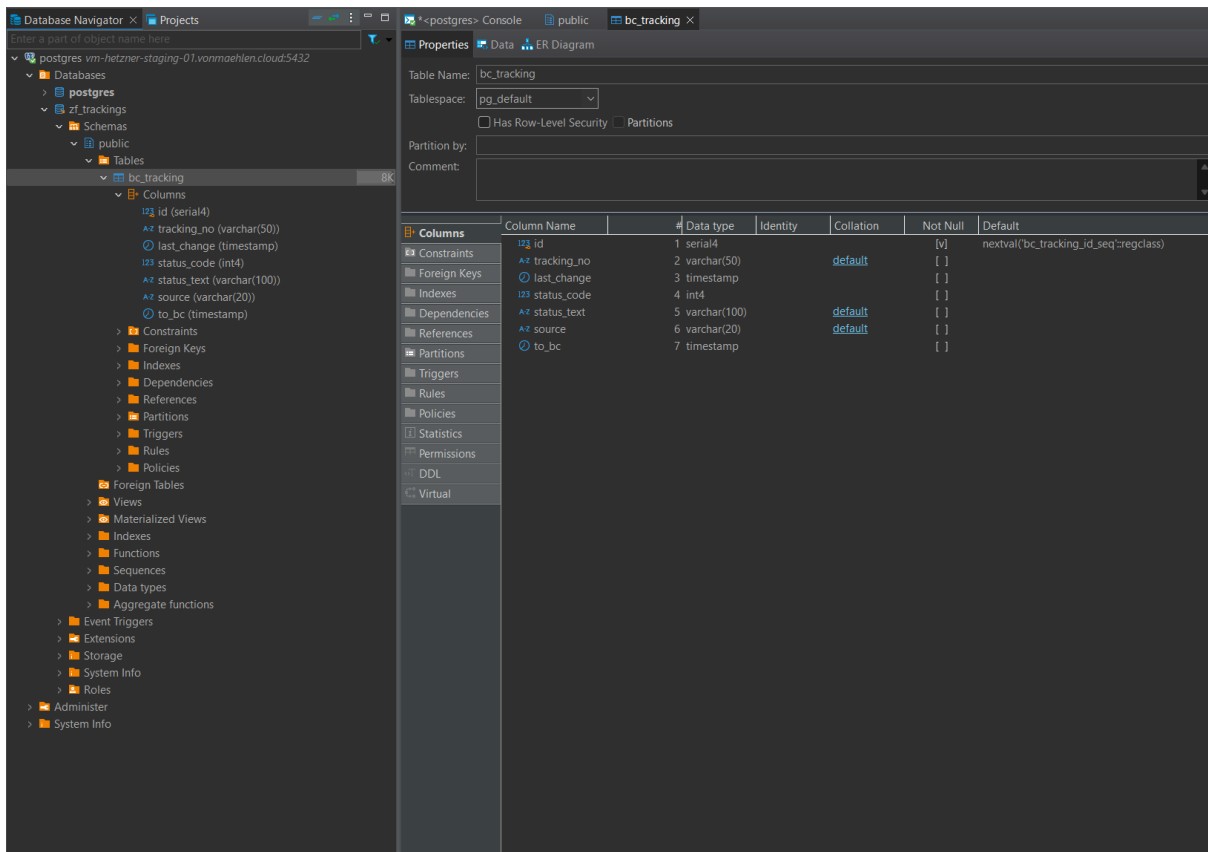 Database Navigator × Projects
Enter a part of object name here
postgres vm-hetzner-staging-01.vonmaehlen.cloud:5432
Databases
postgres
zf_trackings
Schemas
public
Tables
bc_tracking 8K
Columns
123 id (serial4)
A-Z tracking_no (varchar(50))
last_change (timestamp)
123 status_code (int4)
A-Z status_text (varchar(100))
A-Z source (varchar(20))
to_bc (timestamp)
Constraints
Foreign Keys
Indexes
Dependencies
References
Partitions
Triggers
Rules
Policies
Foreign Tables
Views
Materialized Views
Indexes
Functions
Sequences
Data types
Aggregate functions
Event Triggers
Extensions
Storage
System Info
Roles
Administer
System Info
*<postgres> Console public bc_tracking ×
Properties Data ER Diagram
Table Name: bc_tracking
Tablespace: pg_default
Has Row-Level Security Partitions
Partition by:
Comment:
Columns
Constraints
Foreign Keys
Indexes
Dependencies
References
Partitions
Triggers
Rules
Policies
Statistics
Permissions
DDL
Virtual
Column Name # Data type Identity Collation Not Null Default
123 id 1 serial4 [v] nextval('bc_tracking_id_seq'::regclass)
A-Z tracking_no 2 varchar(50) default [ ]
last_change 3 timestamp [ ]
123 status_code 4 int4 [ ]
A-Z status_text 5 varchar(100) default [ ]
A-Z source 6 varchar(20) default [ ]
to_bc 7 timestamp [ ]